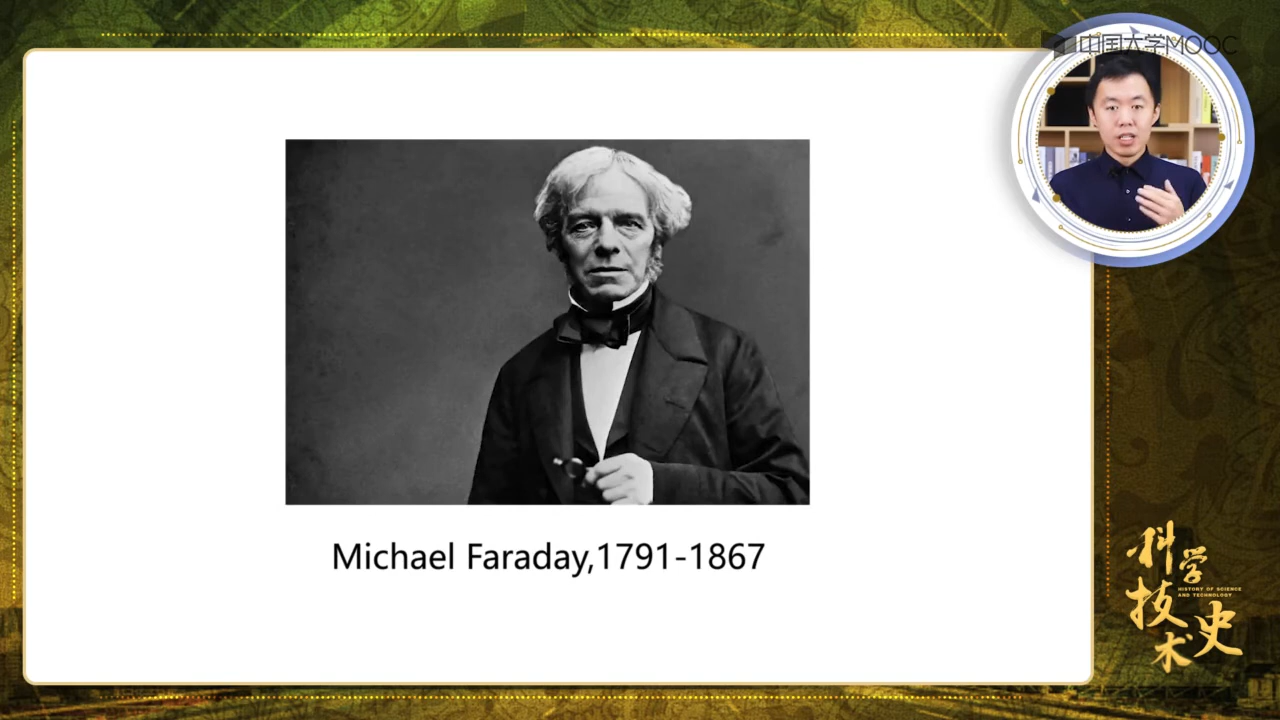 中国大学MOOC
Michael Faraday,1791-1867
科学
HISTORY OF SCIENCE
AND TECHNOLOGY
技术史